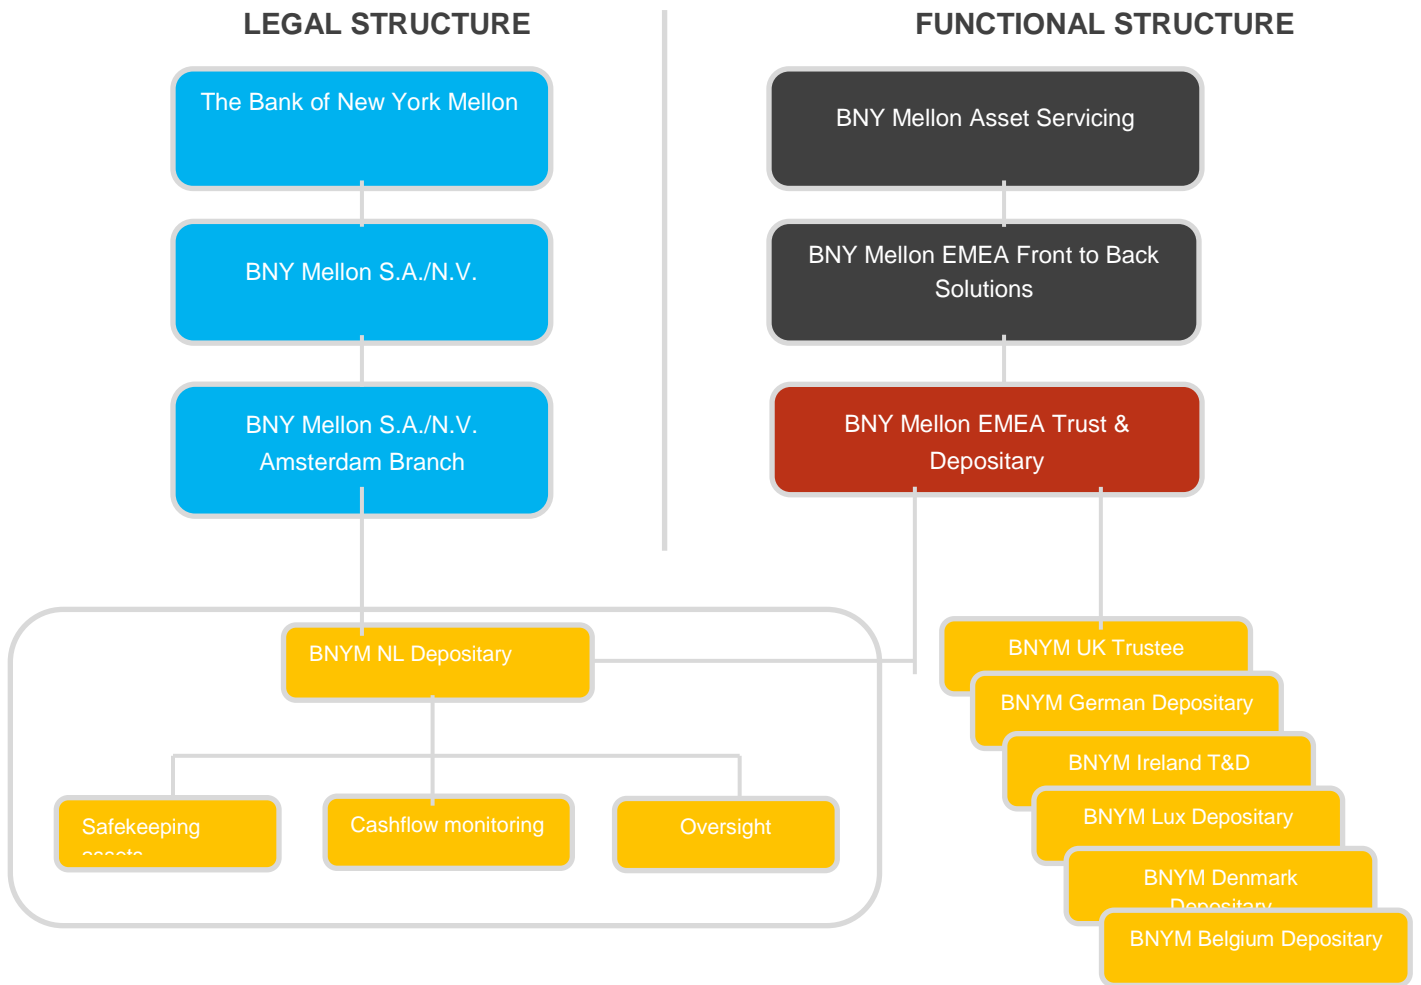 LEGAL STRUCTURE
FUNCTIONAL STRUCTURE
The Bank of New York Mellon
BNY Mellon S.A./N.V.
BNY Mellon S.A./N.V.
Amsterdam Branch
BNY Mellon Asset Servicing
BNY Mellon EMEA Front to Back
Solutions
BNY Mellon EMEA Trust &
Depositary
BNYM NL Depositary
Safekeeping
assets
Cashflow monitoring
Oversight
BNYM UK Trustee
BNYM German Depositary
BNYM Ireland T&D
BNYM Lux Depositary
BNYM Denmark
Depositary
BNYM Belgium Depositary